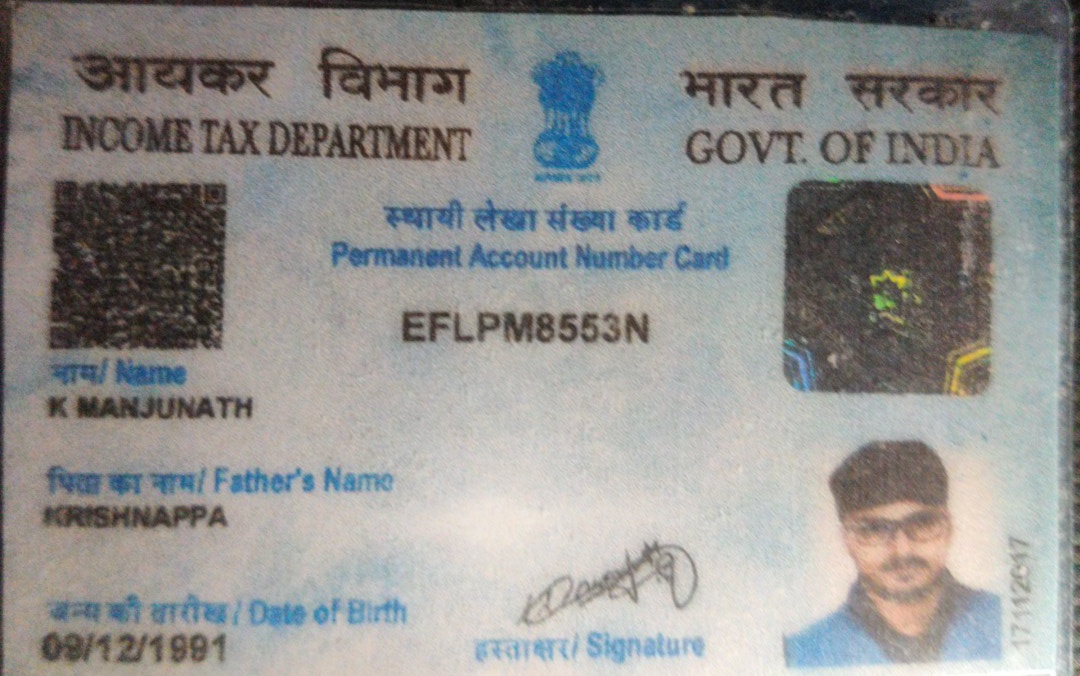 आयकर विभाग
INCOME TAX DEPARTMENT
भारत सरकार
GOVT. OF INDIA
स्थायी लेखा संख्या कार्ड
Permanent Account Number Card
EFLPM8553N
नाम/ Name
K MANJUNATH
पिता का नाम/ Father's Name
KRISHNAPPA
जन्म की तारीख/ Date of Birth
09/12/1991
हस्ताक्षर/ Signature
17112017